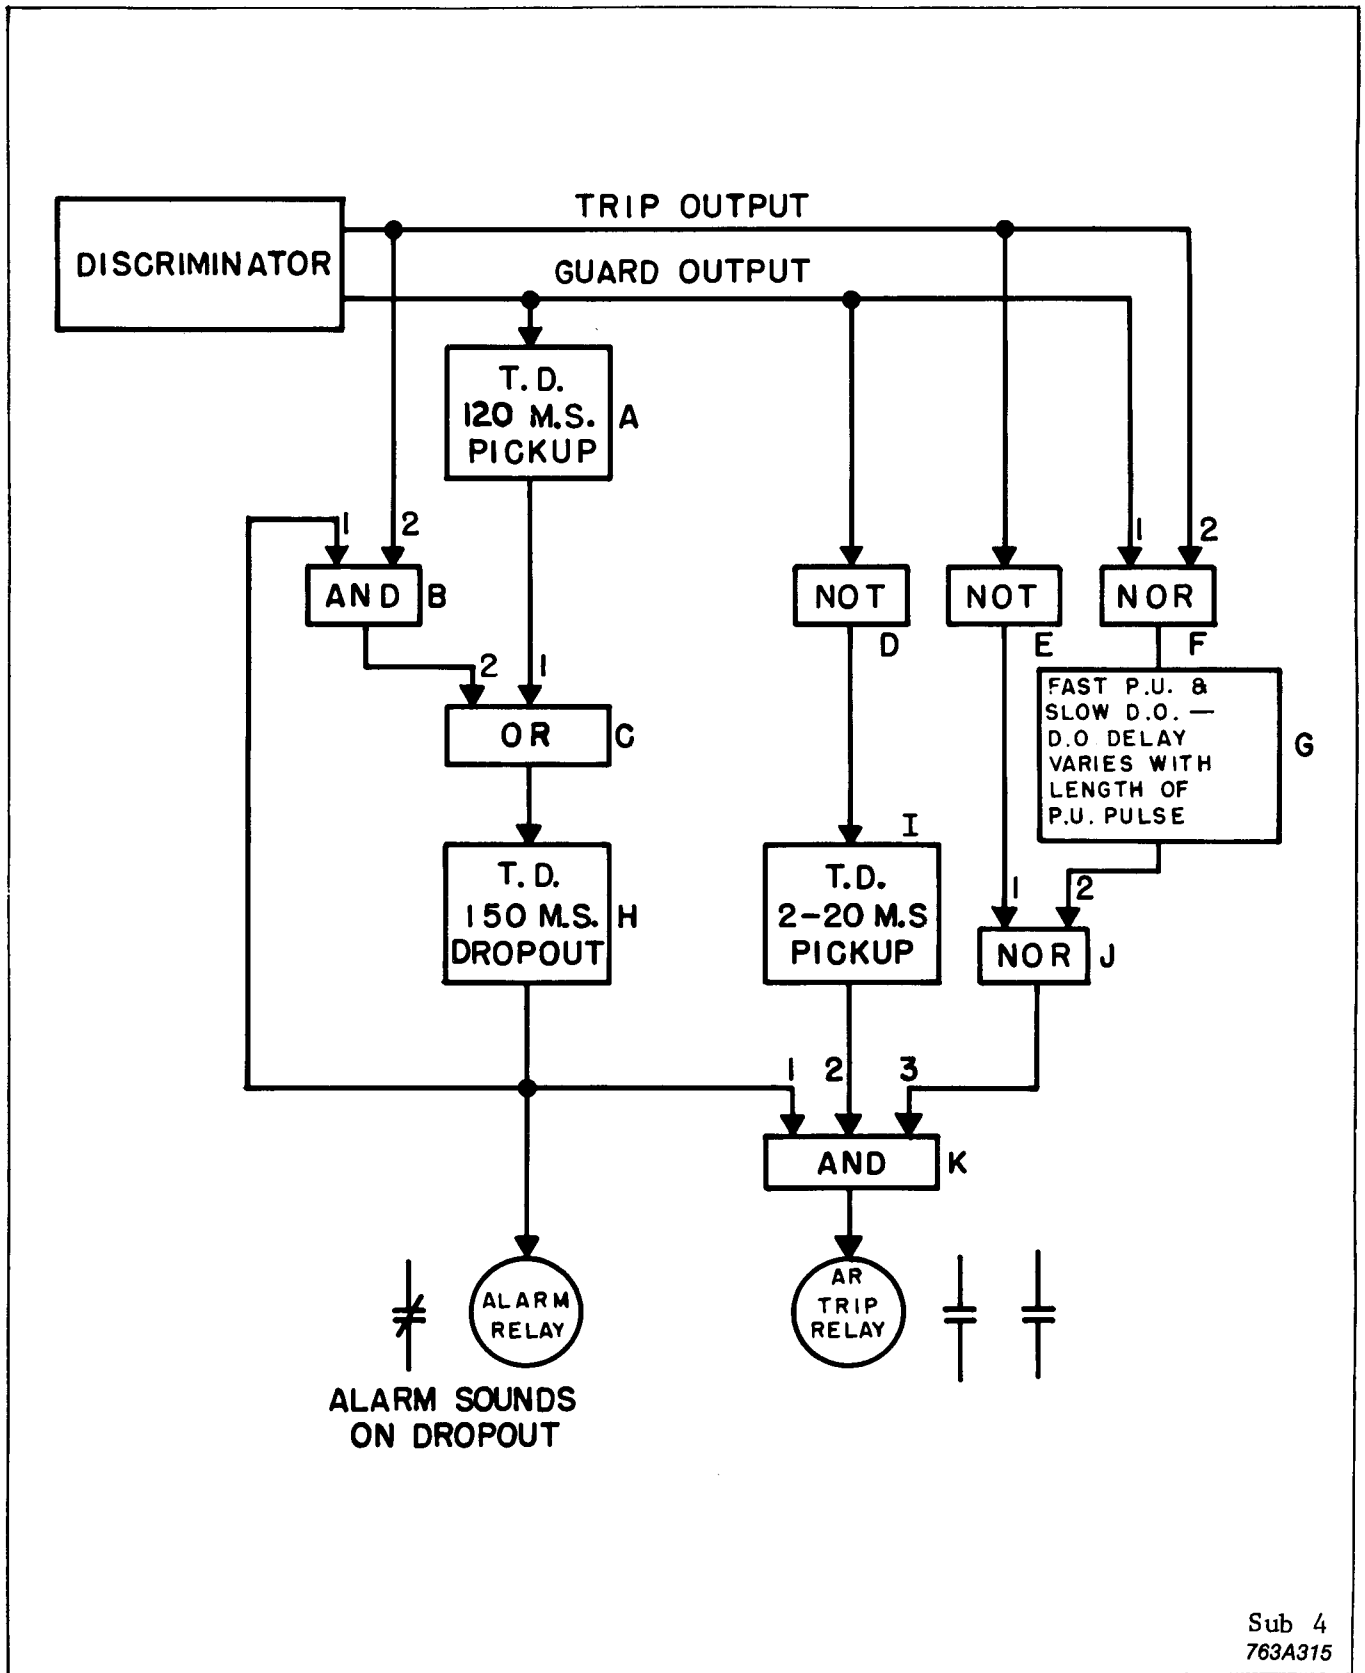 TRIP OUTPUT
DISCRIMINATOR
GUARD OUTPUT
T. D.
120 M.S.
PICKUP
A
1
2
1
2
AND
B
NOT
D
NOT
E
NOR
F
2
1
OR
C
FAST P.U. &
SLOW D.O. —
D.O DELAY
VARIES WITH
LENGTH OF
P.U. PULSE
G
T. D.
150 M.S.
DROPOUT
H
I
T.D.
2-20 M.S
PICKUP
1
2
NOR
J
1
2
3
AND
K
ALARM
RELAY
AR
TRIP
RELAY
ALARM SOUNDS
ON DROPOUT
Sub 4
763A315